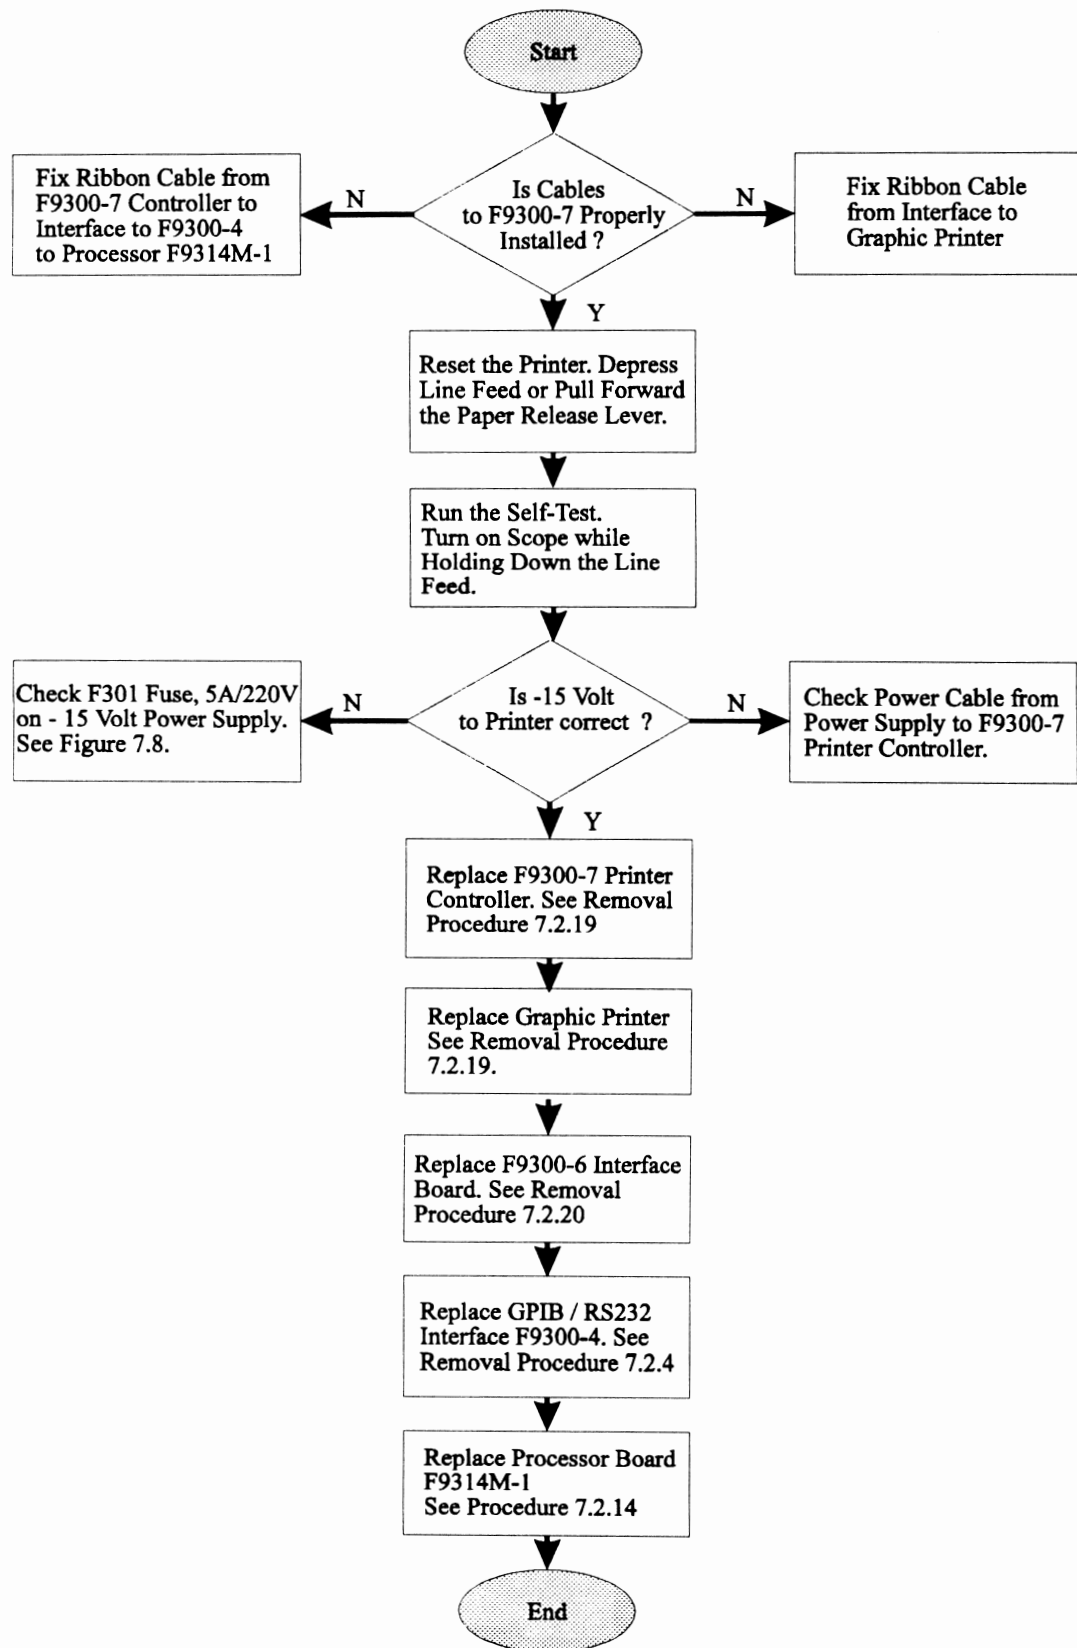 Start
Fix Ribbon Cable from
F9300-7 Controller to
Interface to F9300-4
to Processor F9314M-1
N
Is Cables
to F9300-7 Properly
Installed ?
N
Fix Ribbon Cable
from Interface to
Graphic Printer
Y
Reset the Printer. Depress
Line Feed or Pull Forward
the Paper Release Lever.
Run the Self-Test.
Turn on Scope while
Holding Down the Line
Feed.
Check F301 Fuse, 5A/220V
on - 15 Volt Power Supply.
See Figure 7.8.
N
Is -15 Volt
to Printer correct ?
N
Check Power Cable from
Power Supply to F9300-7
Printer Controller.
Y
Replace F9300-7 Printer
Controller. See Removal
Procedure 7.2.19
Replace Graphic Printer
See Removal Procedure
7.2.19.
Replace F9300-6 Interface
Board. See Removal
Procedure 7.2.20
Replace GPIB / RS232
Interface F9300-4. See
Removal Procedure 7.2.4
Replace Processor Board
F9314M-1
See Procedure 7.2.14
End